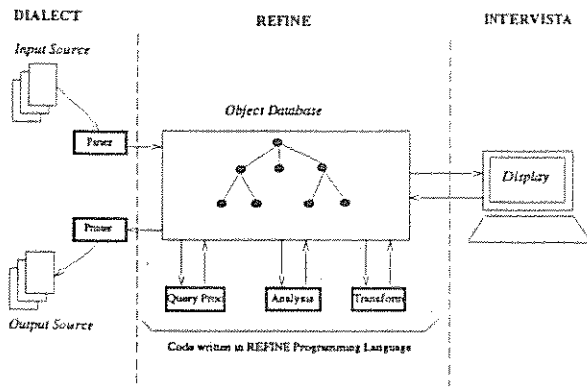 DIALECT
REFINE
INTERVISTA
Input Source
Object Database
Parser
Display
Printer
Query Proc
Analysis
Transform
Output Source
Code written in REFINE Programming Language